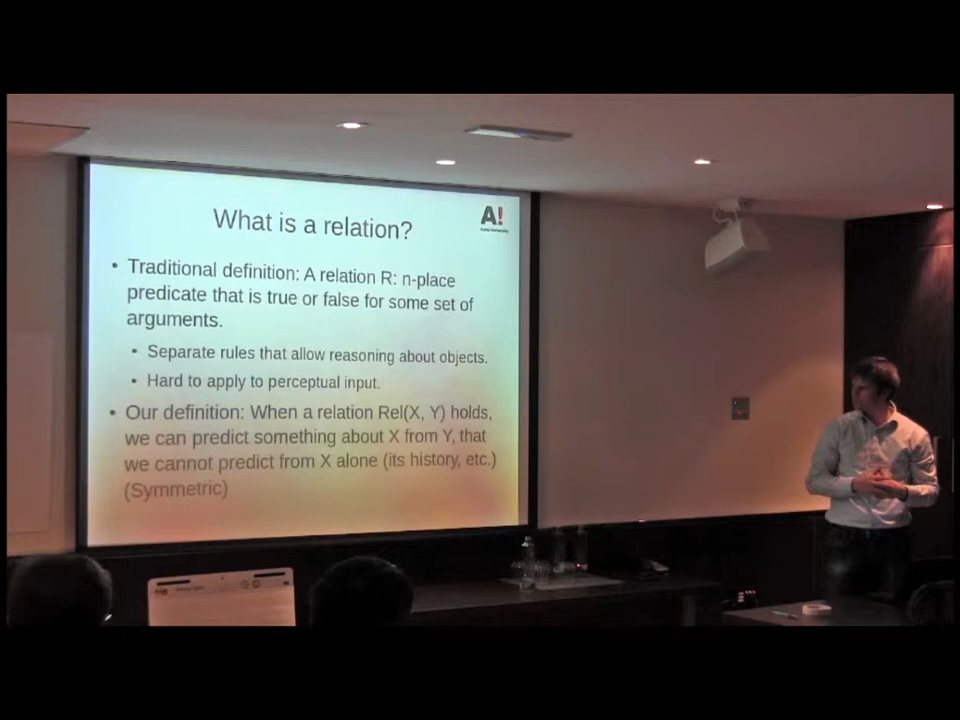 What is a relation?
A!
Aalto University
• Traditional definition: A relation R: n-place
predicate that is true or false for some set of
arguments.
• Separate rules that allow reasoning about objects.
• Hard to apply to perceptual input.
• Our definition: When a relation Rel(X, Y) holds,
we can predict something about X from Y, that
we cannot predict from X alone (its history, etc.)
(Symmetric)